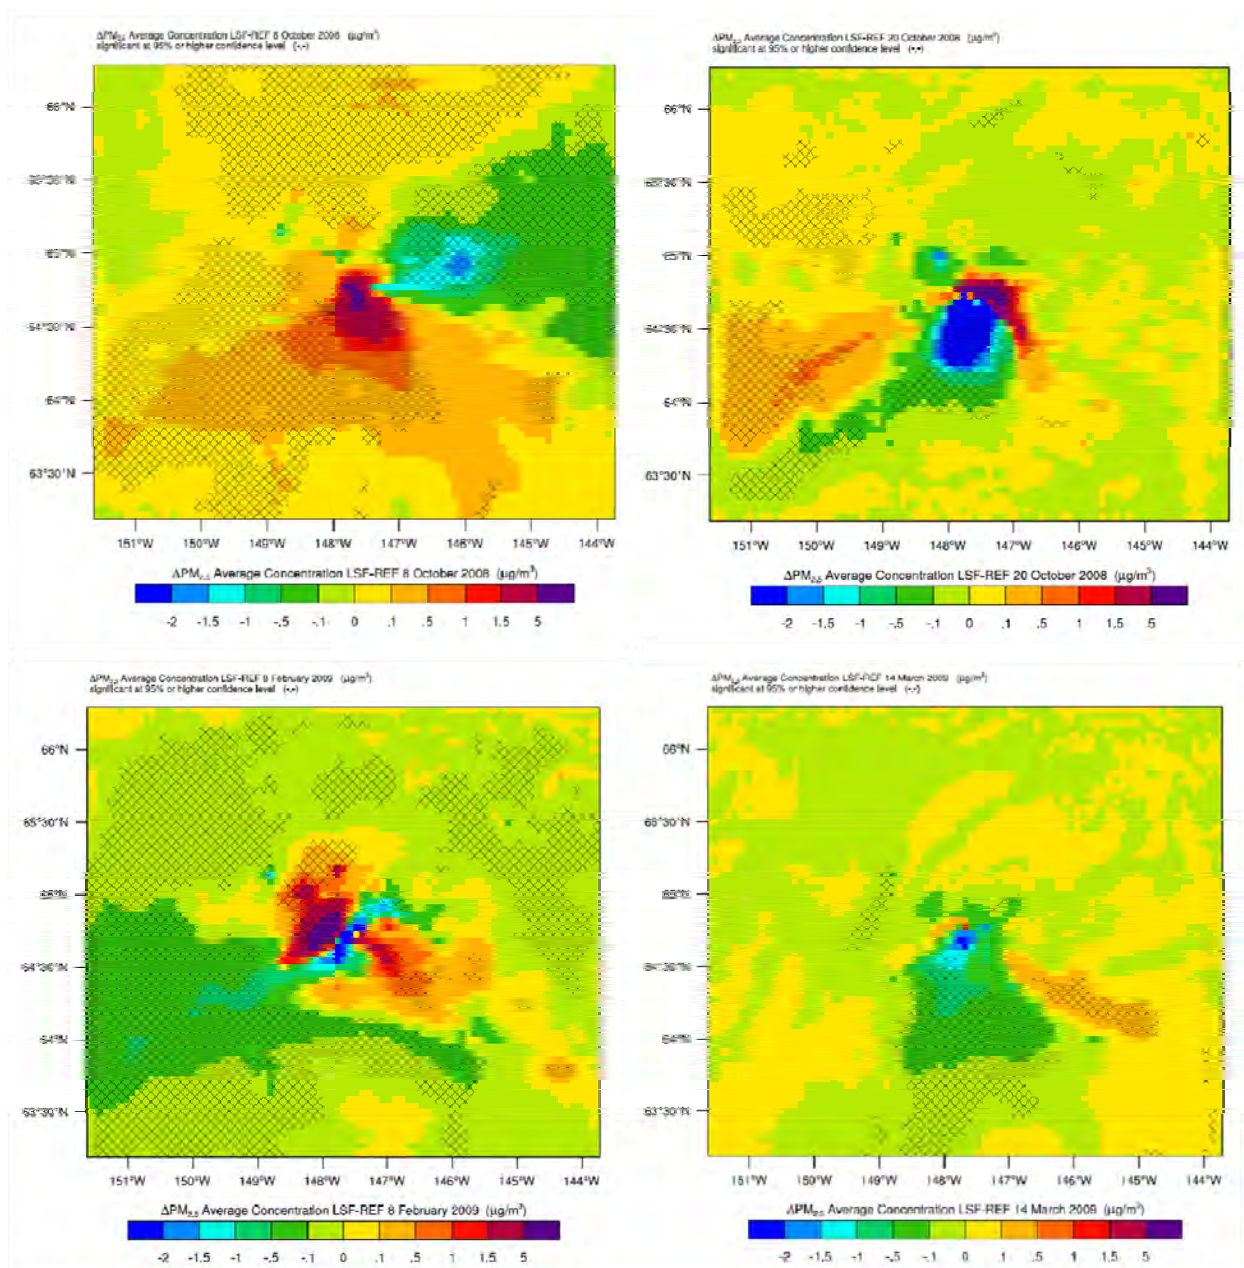 ΔPM₂.₅ Average Concentration LSF-REF 8 October 2008 (µg/m³)
significant at 95% or higher confidence level (-,-)
66°N
65°30'N
65°N
64°30'N
64°N
63°30'N
151°W 150°W 149°W 148°W 147°W 146°W 145°W 144°W
ΔPM₂.₅ Average Concentration LSF-REF 8 October 2008 (µg/m³)
-2 -1.5 -1 -.5 -.1 0 .1 .5 1 1.5 5
ΔPM₂.₅ Average Concentration LSF-REF 20 October 2008 (µg/m³)
significant at 95% or higher confidence level (-,-)
66°N
65°30'N
65°N
64°30'N
64°N
63°30'N
151°W 150°W 149°W 148°W 147°W 146°W 145°W 144°W
ΔPM₂.₅ Average Concentration LSF-REF 20 October 2008 (µg/m³)
-2 -1.5 -1 -.5 -.1 0 .1 .5 1 1.5 5
ΔPM₂.₅ Average Concentration LSF-REF 8 February 2009 (µg/m³)
significant at 95% or higher confidence level (-,-)
66°N
65°30'N
65°N
64°30'N
64°N
63°30'N
151°W 150°W 149°W 148°W 147°W 146°W 145°W 144°W
ΔPM₂.₅ Average Concentration LSF-REF 8 February 2009 (µg/m³)
-2 -1.5 -1 -.5 -.1 0 .1 .5 1 1.5 5
ΔPM₂.₅ Average Concentration LSF-REF 14 March 2009 (µg/m³)
significant at 95% or higher confidence level (-,-)
66°N
65°30'N
65°N
64°30'N
64°N
63°30'N
151°W 150°W 149°W 148°W 147°W 146°W 145°W 144°W
ΔPM₂.₅ Average Concentration LSF-REF 14 March 2009 (µg/m³)
-2 -1.5 -1 -.5 -.1 0 .1 .5 1 1.5 5